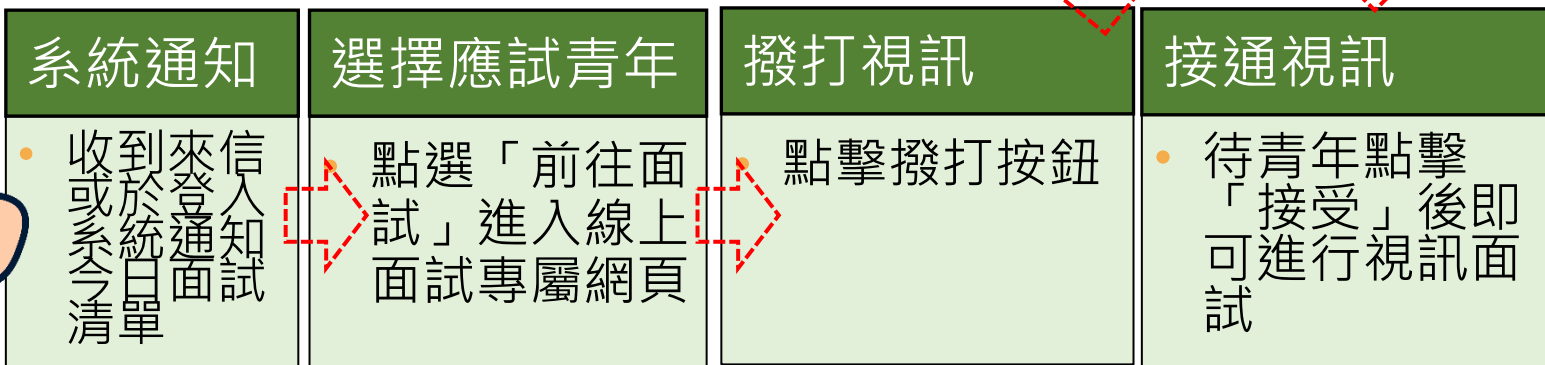 系統通知
收到來信
或於登入
系統通知
今日面試
清單
選擇應試青年
點選「前往面
試」進入線上
面試專屬網頁
撥打視訊
點擊撥打按鈕
接通視訊
待青年點擊
「接受」後即
可進行視訊面
試